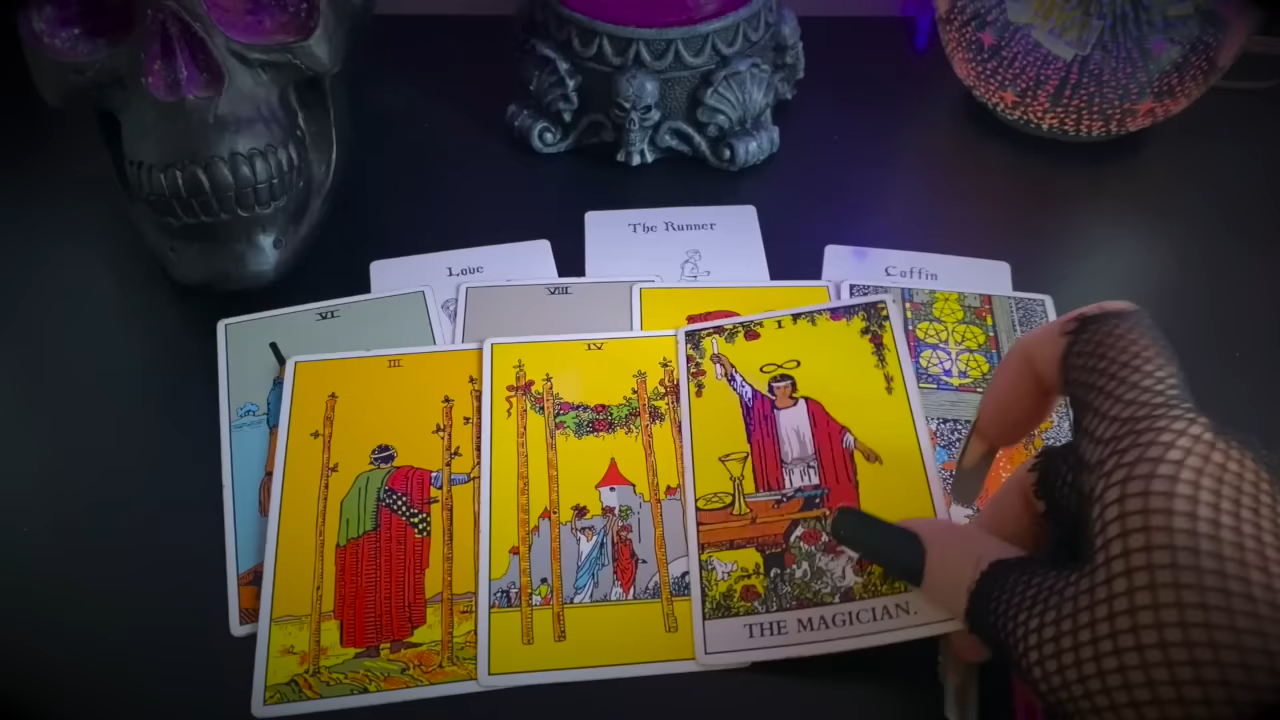 The Runner
Love
Coffin
VI
VIII
III
IV
I
THE MAGICIAN.